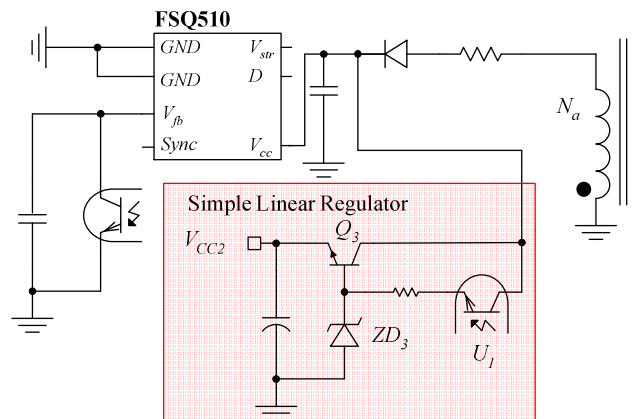 FSQ510
GND
V_str
GND
D
V_fb
Sync
V_cc
N_a
Simple Linear Regulator
V_CC2
Q_3
ZD_3
U_1